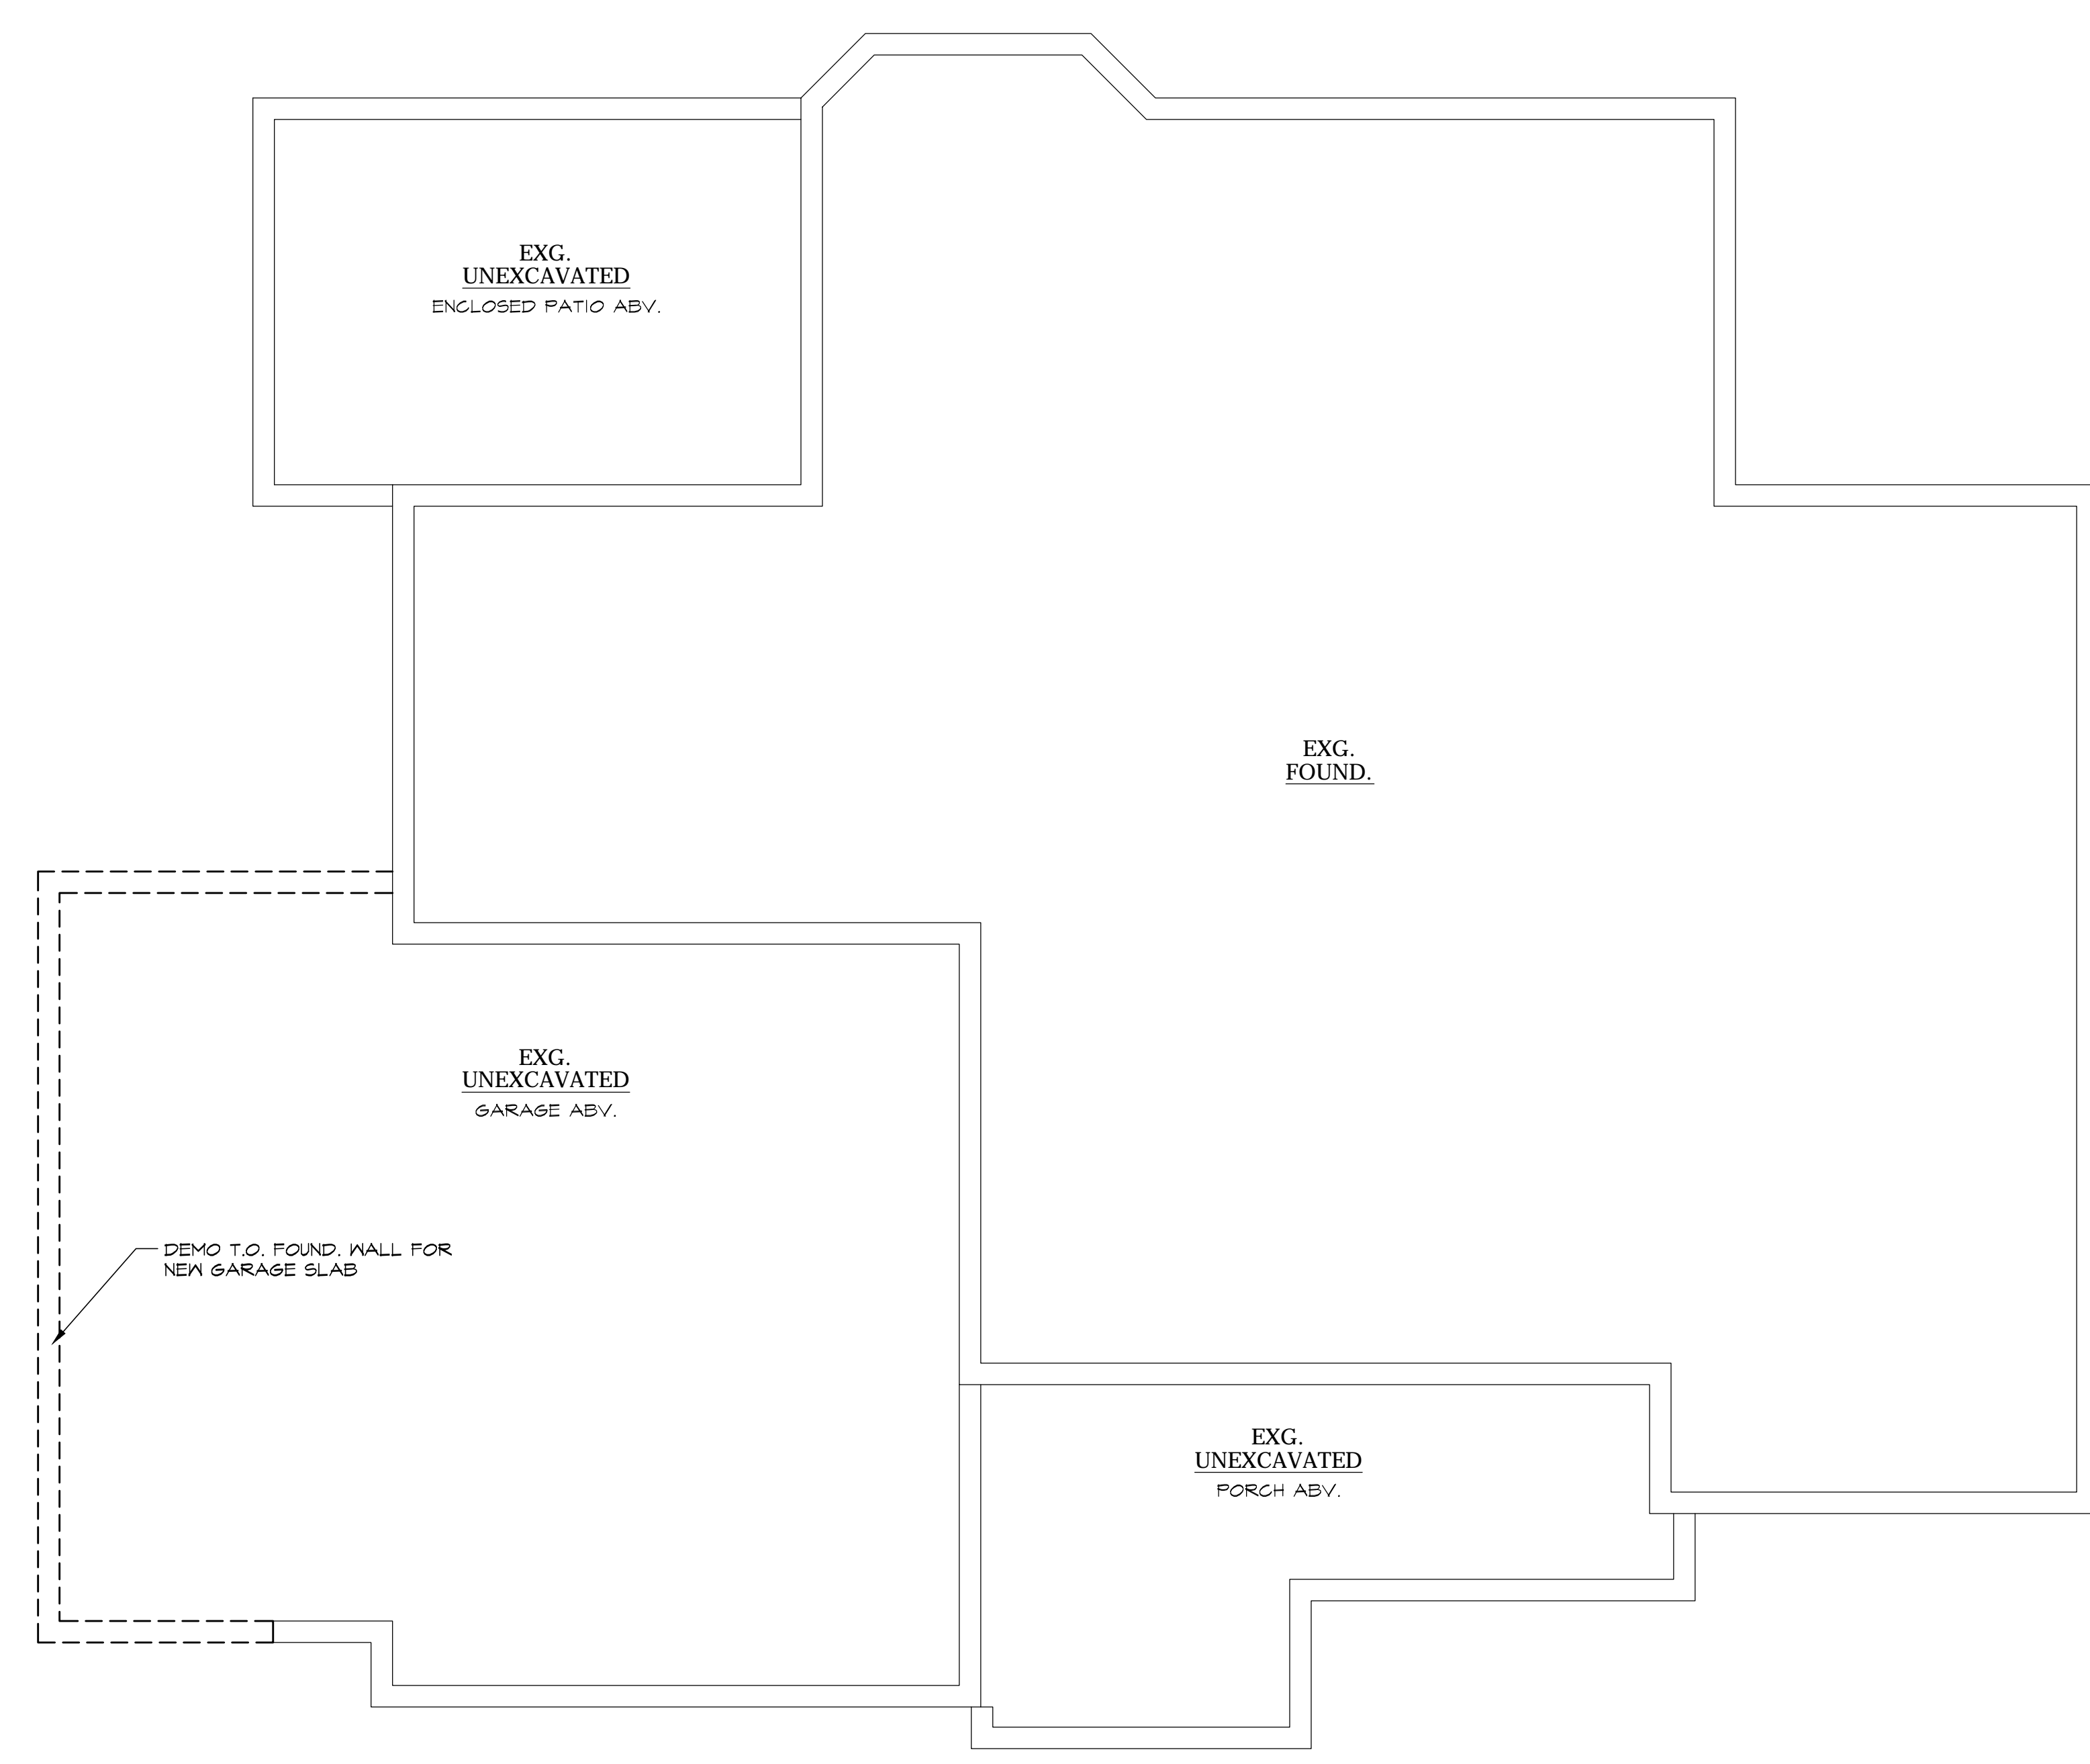 EXG.
UNEXCAVATED
ENCLOSED PATIO ABV.
EXG.
FOUND.
EXG.
UNEXCAVATED
GARAGE ABV.
DEMO T.O. FOUND. WALL FOR
NEW GARAGE SLAB
EXG.
UNEXCAVATED
PORCH ABV.